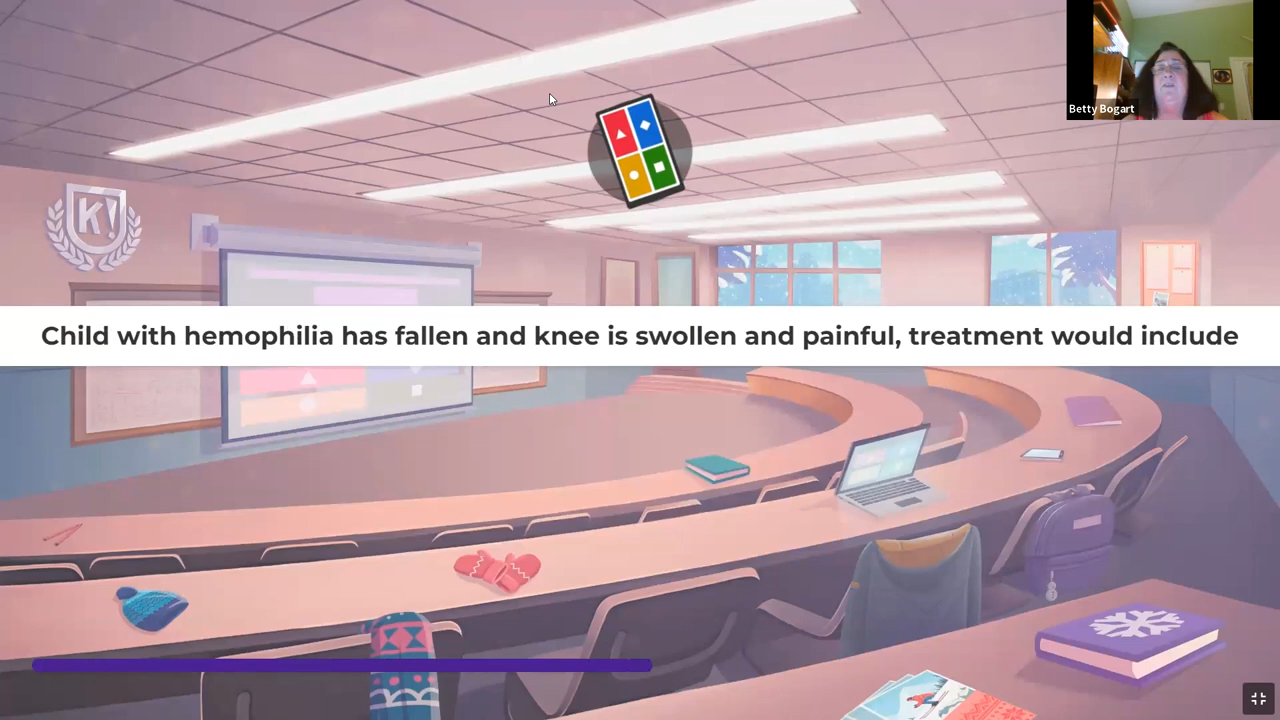 Betty Bogart
K!
Child with hemophilia has fallen and knee is swollen and painful, treatment would include